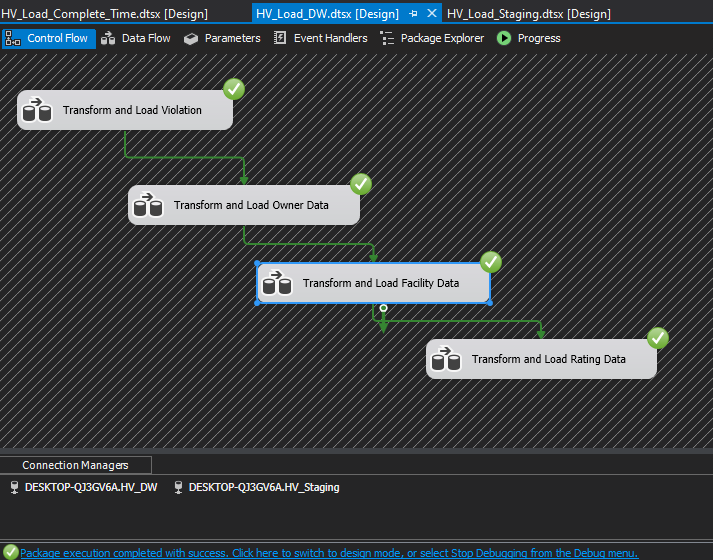 HV_Load_Complete_Time.dtsx [Design] HV_Load_DW.dtsx [Design] HV_Load_Staging.dtsx [Design]
Control Flow Data Flow Parameters Event Handlers Package Explorer Progress
Transform and Load Violation
Transform and Load Owner Data
Transform and Load Facility Data
Transform and Load Rating Data
Connection Managers
DESKTOP-QJ3GV6A.HV_DW DESKTOP-QJ3GV6A.HV_Staging
Package execution completed with success. Click here to switch to design mode, or select Stop Debugging from the Debug menu.